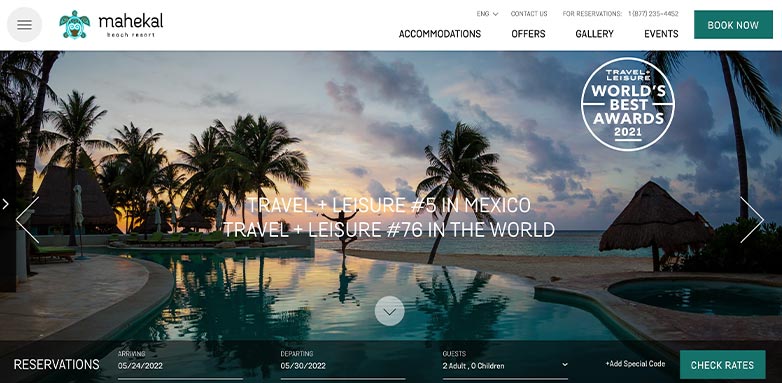 mahekal
beach resort
ENG
CONTACT US
FOR RESERVATIONS: 1 (877) 235-4452
ACCOMMODATIONS
OFFERS
GALLERY
EVENTS
BOOK NOW
TRAVEL+
LEISURE
WORLD'S
BEST
AWARDS
2021
TRAVEL + LEISURE #5 IN MEXICO
TRAVEL + LEISURE #76 IN THE WORLD
RESERVATIONS
ARRIVING
05/24/2022
DEPARTING
05/30/2022
GUESTS
2 Adult , 0 Children
+Add Special Code
CHECK RATES